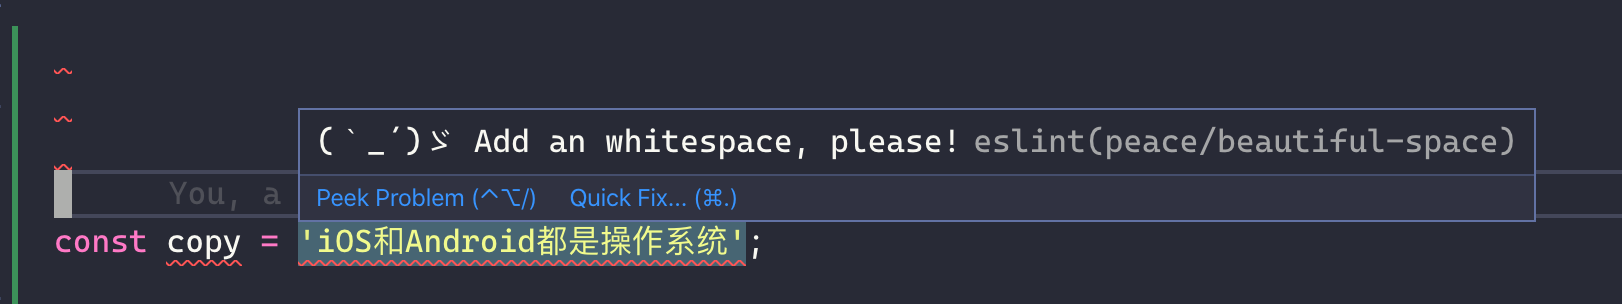 (｀_´)ゞ Add an whitespace, please! eslint(peace/beautiful-space)
Peek Problem (^⌥/) Quick Fix... (⌘.)
You, a
const copy = 'iOS和Android都是操作系统';